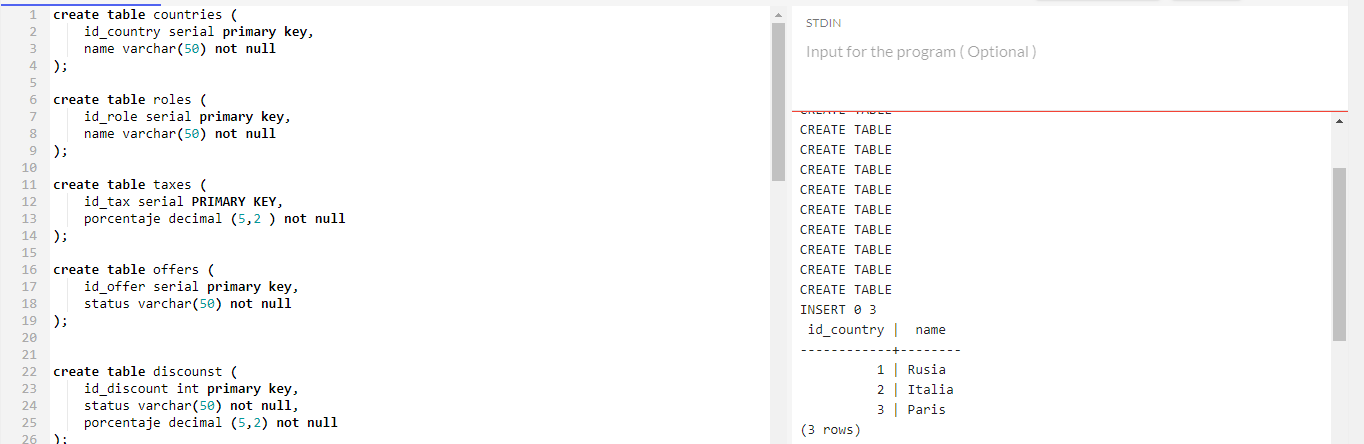 1 create table countries (
2 id_country serial primary key,
3 name varchar(50) not null
4 );
5
6 create table roles (
7 id_role serial primary key,
8 name varchar(50) not null
9 );
10
11 create table taxes (
12 id_tax serial PRIMARY KEY,
13 porcentaje decimal (5,2 ) not null
14 );
15
16 create table offers (
17 id_offer serial primary key,
18 status varchar(50) not null
19 );
20
21
22 create table discounst (
23 id_discount int primary key,
24 status varchar(50) not null,
25 porcentaje decimal (5,2) not null
26 );
STDIN
Input for the program ( Optional )
CREATE TABLE
CREATE TABLE
CREATE TABLE
CREATE TABLE
CREATE TABLE
CREATE TABLE
CREATE TABLE
CREATE TABLE
CREATE TABLE
CREATE TABLE
INSERT 0 3
id_country | name
------------+--------
1 | Rusia
2 | Italia
3 | Paris
(3 rows)